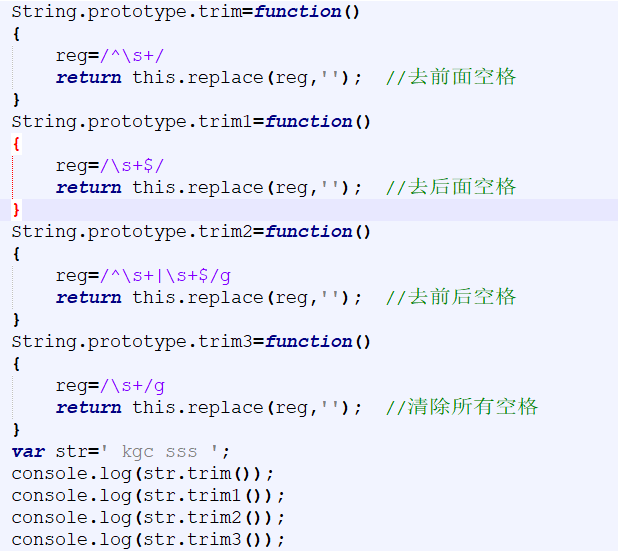 String.prototype.trim=function()
{
    reg=/^\s+/
    return this.replace(reg,'');  //去前面空格
}
String.prototype.trim1=function()
{
    reg=/\s+$/
    return this.replace(reg,'');  //去后面空格
}
String.prototype.trim2=function()
{
    reg=/^\s+|\s+$/g
    return this.replace(reg,'');  //去前后空格
}
String.prototype.trim3=function()
{
    reg=/\s+/g
    return this.replace(reg,'');  //清除所有空格
}
var str=' kgc sss ';
console.log(str.trim());
console.log(str.trim1());
console.log(str.trim2());
console.log(str.trim3());